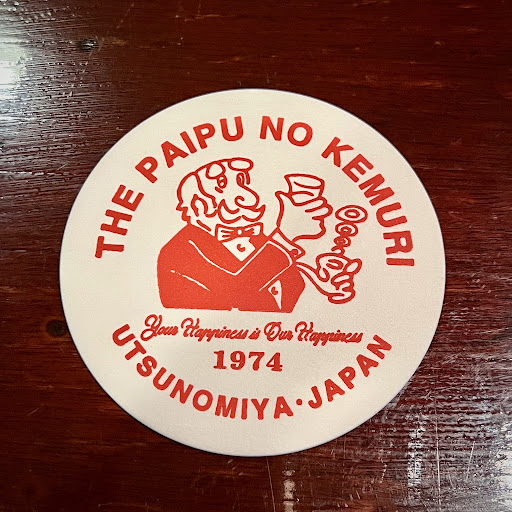 THE PAIPU NO KEMURI
Your Happiness is Our Happiness
1974
UTSUNOMIYA・JAPAN